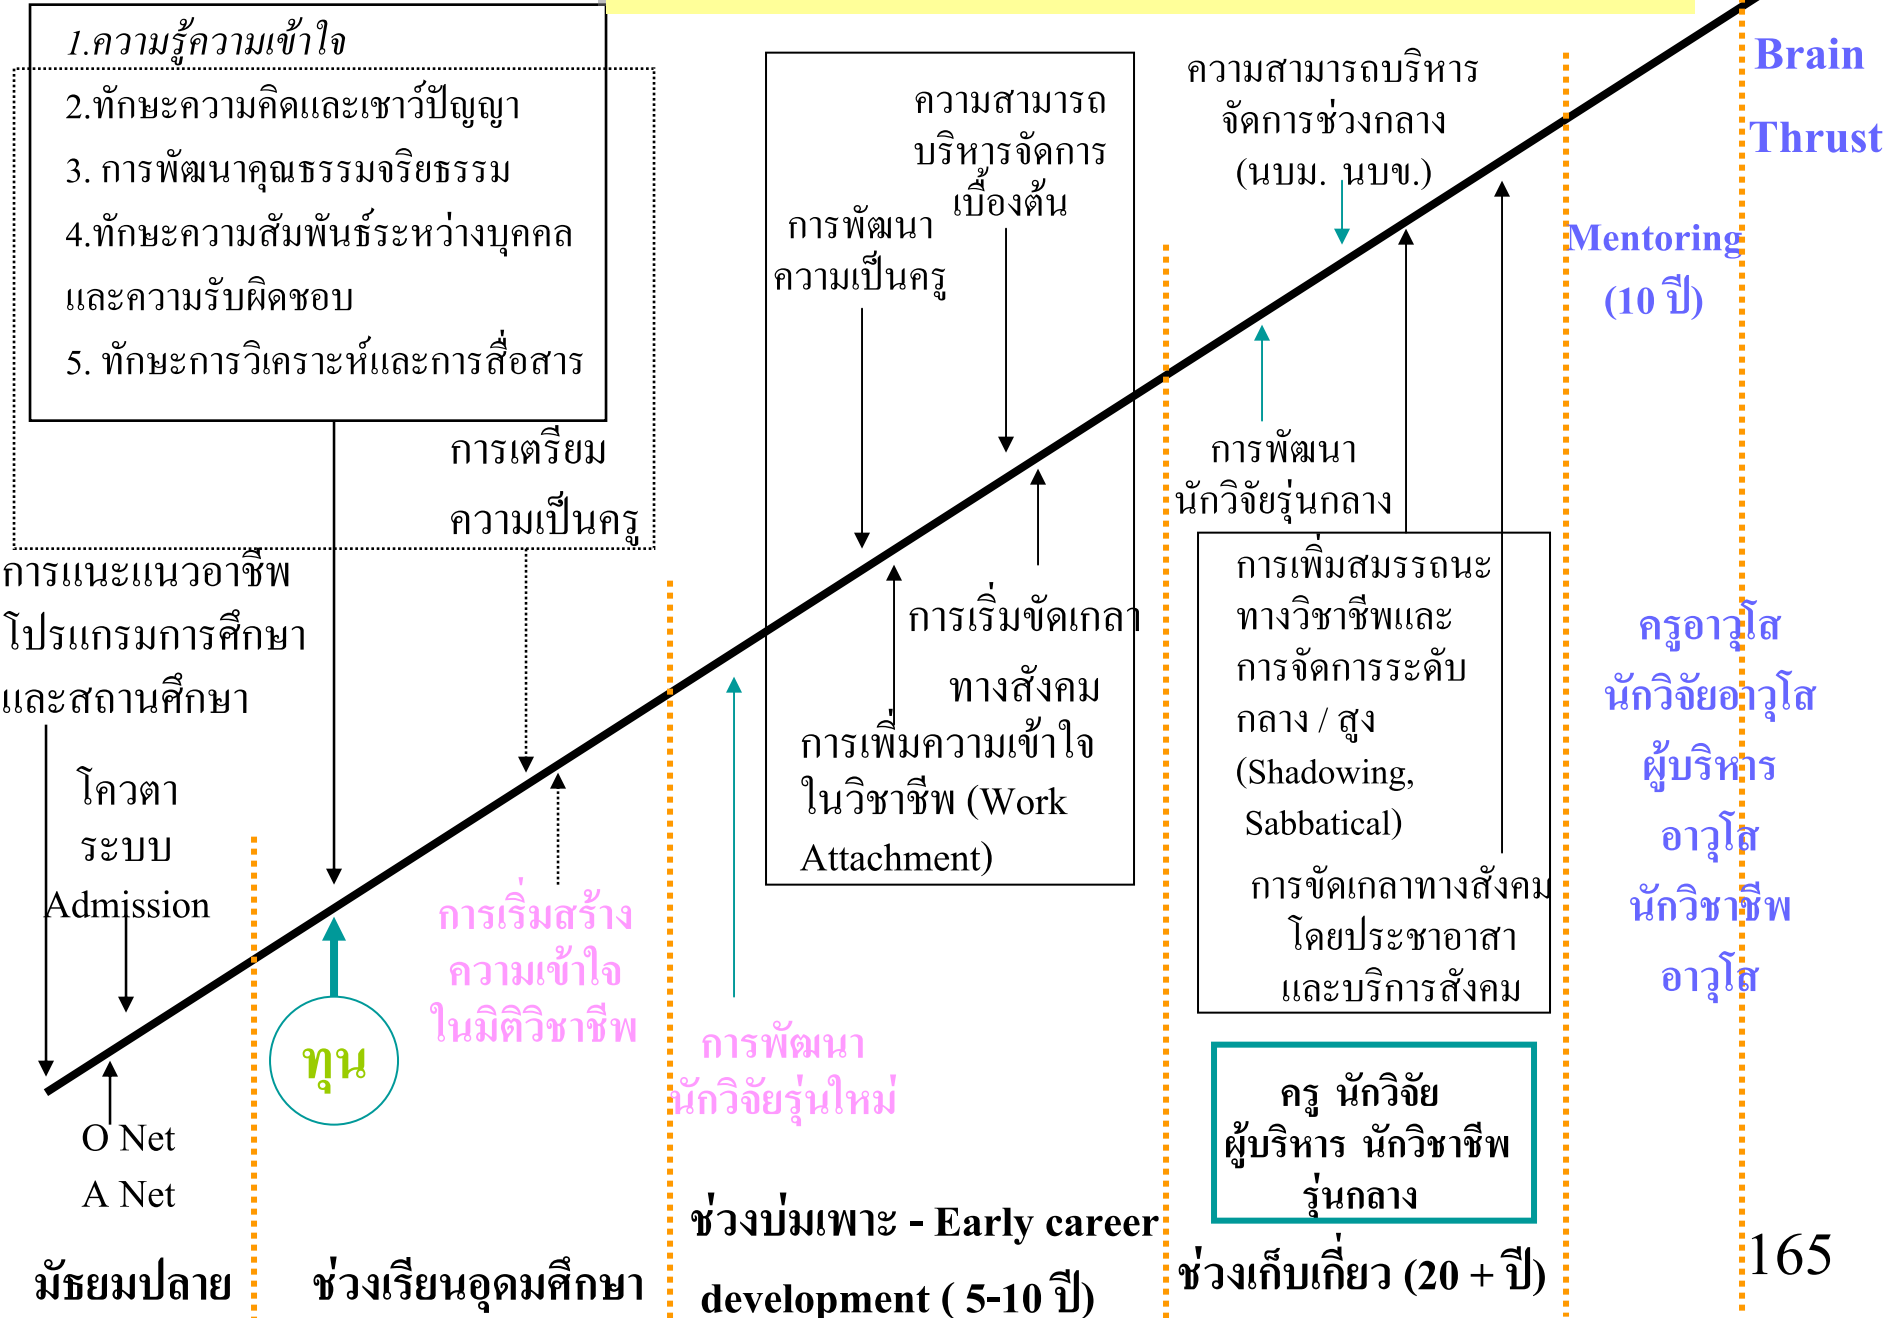 1.ความรู้ความเข้าใจ
2.ทักษะความคิดและเชาว์ปัญญา
3. การพัฒนาคุณธรรมจริยธรรม
4.ทักษะความสัมพันธ์ระหว่างบุคคล
และความรับผิดชอบ
5. ทักษะการวิเคราะห์และการสื่อสาร
การเตรียม
ความเป็นครู
การแนะแนวอาชีพ
โปรแกรมการศึกษา
และสถานศึกษา
โควตา
ระบบ
Admission
O Net
A Net
มัธยมปลาย
ทุน
การเริ่มสร้าง
ความเข้าใจ
ในมิติวิชาชีพ
ช่วงเรียนอุดมศึกษา
การพัฒนา
ความเป็นครู
ความสามารถ
บริหารจัดการ
เบื้องต้น
การเริ่มขัดเกลา
ทางสังคม
การเพิ่มความเข้าใจ
ในวิชาชีพ (Work
Attachment)
การพัฒนา
นักวิจัยรุ่นใหม่
ช่วงบ่มเพาะ - Early career
development ( 5-10 ปี)
ความสามารถบริหาร
จัดการช่วงกลาง
(นบม. นบข.)
การพัฒนา
นักวิจัยรุ่นกลาง
การเพิ่มสมรรถนะ
ทางวิชาชีพและ
การจัดการระดับ
กลาง / สูง
(Shadowing,
Sabbatical)
การขัดเกลาทางสังคม
โดยประชาอาสา
และบริการสังคม
ครู นักวิจัย
ผู้บริหาร นักวิชาชีพ
รุ่นกลาง
ช่วงเก็บเกี่ยว (20 + ปี)
Mentoring
(10 ปี)
ครูอาวุโส
นักวิจัยอาวุโส
ผู้บริหาร
อาวุโส
นักวิชาชีพ
อาวุโส
Brain
Thrust
165